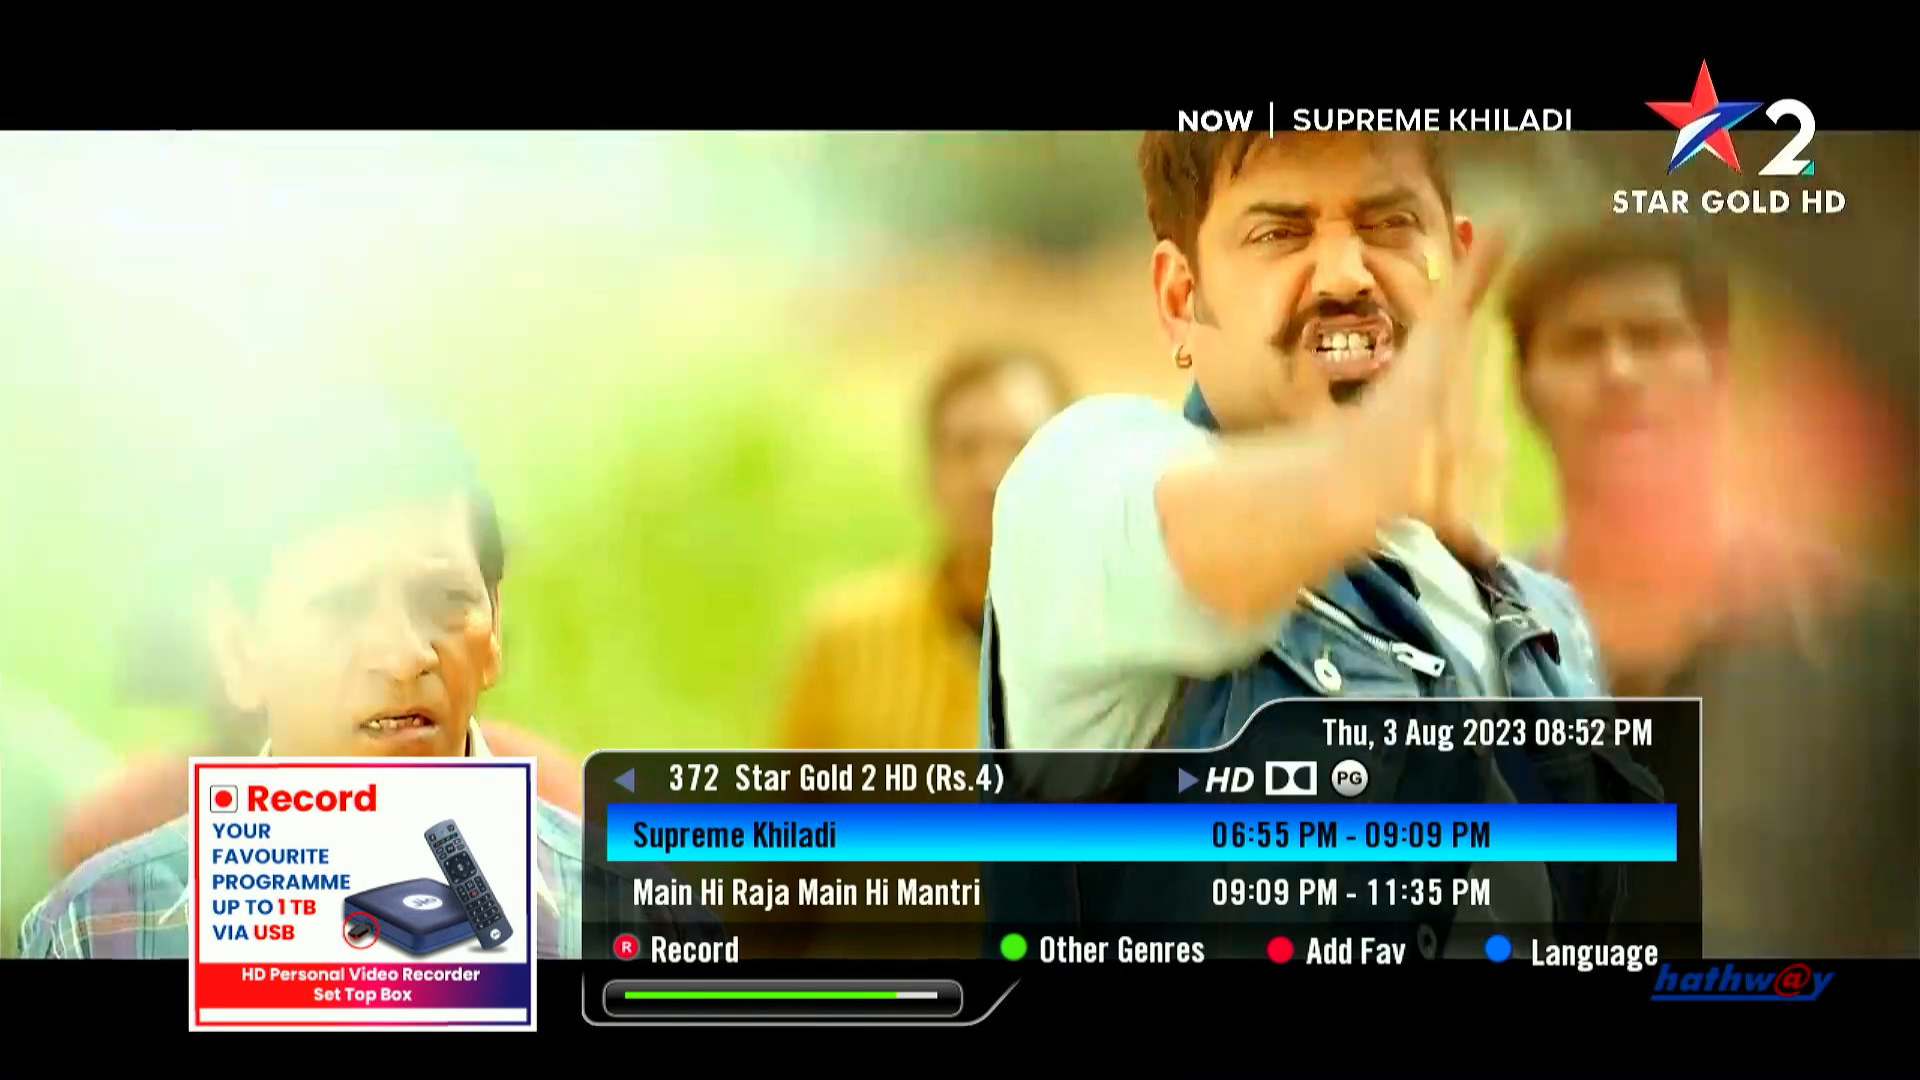 NOW | SUPREME KHILADI
2
STAR GOLD HD
Thu, 3 Aug 2023 08:52 PM
372 Star Gold 2 HD (Rs.4) HD PG
Supreme Khiladi 06:55 PM - 09:09 PM
Main Hi Raja Main Hi Mantri 09:09 PM - 11:35 PM
R Record Other Genres Add Fav Language
hathw@y
Record
YOUR
FAVOURITE
PROGRAMME
UP TO 1 TB
VIA USB
Jio
HD Personal Video Recorder
Set Top Box